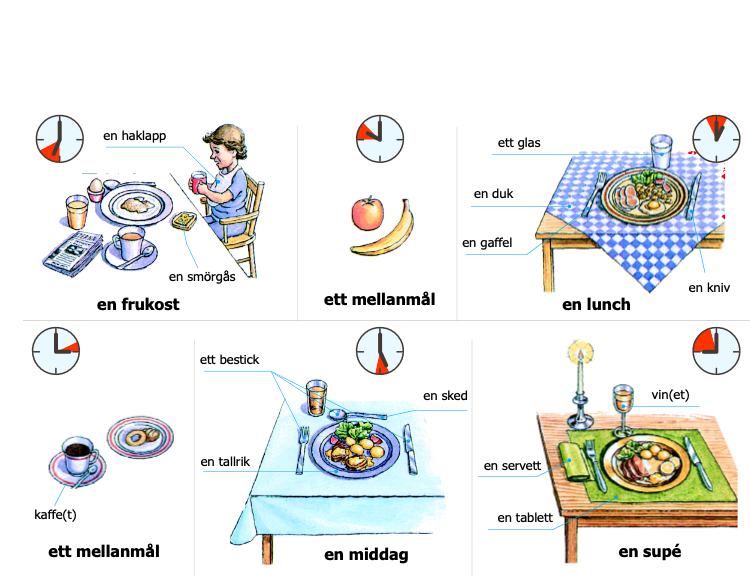 en haklapp
en smörgås
en frukost
ett mellanmål
ett glas
en duk
en gaffel
en kniv
en lunch
kaffe(t)
ett mellanmål
ett bestick
en sked
en tallrik
en middag
vin(et)
en servett
en tablett
en supé